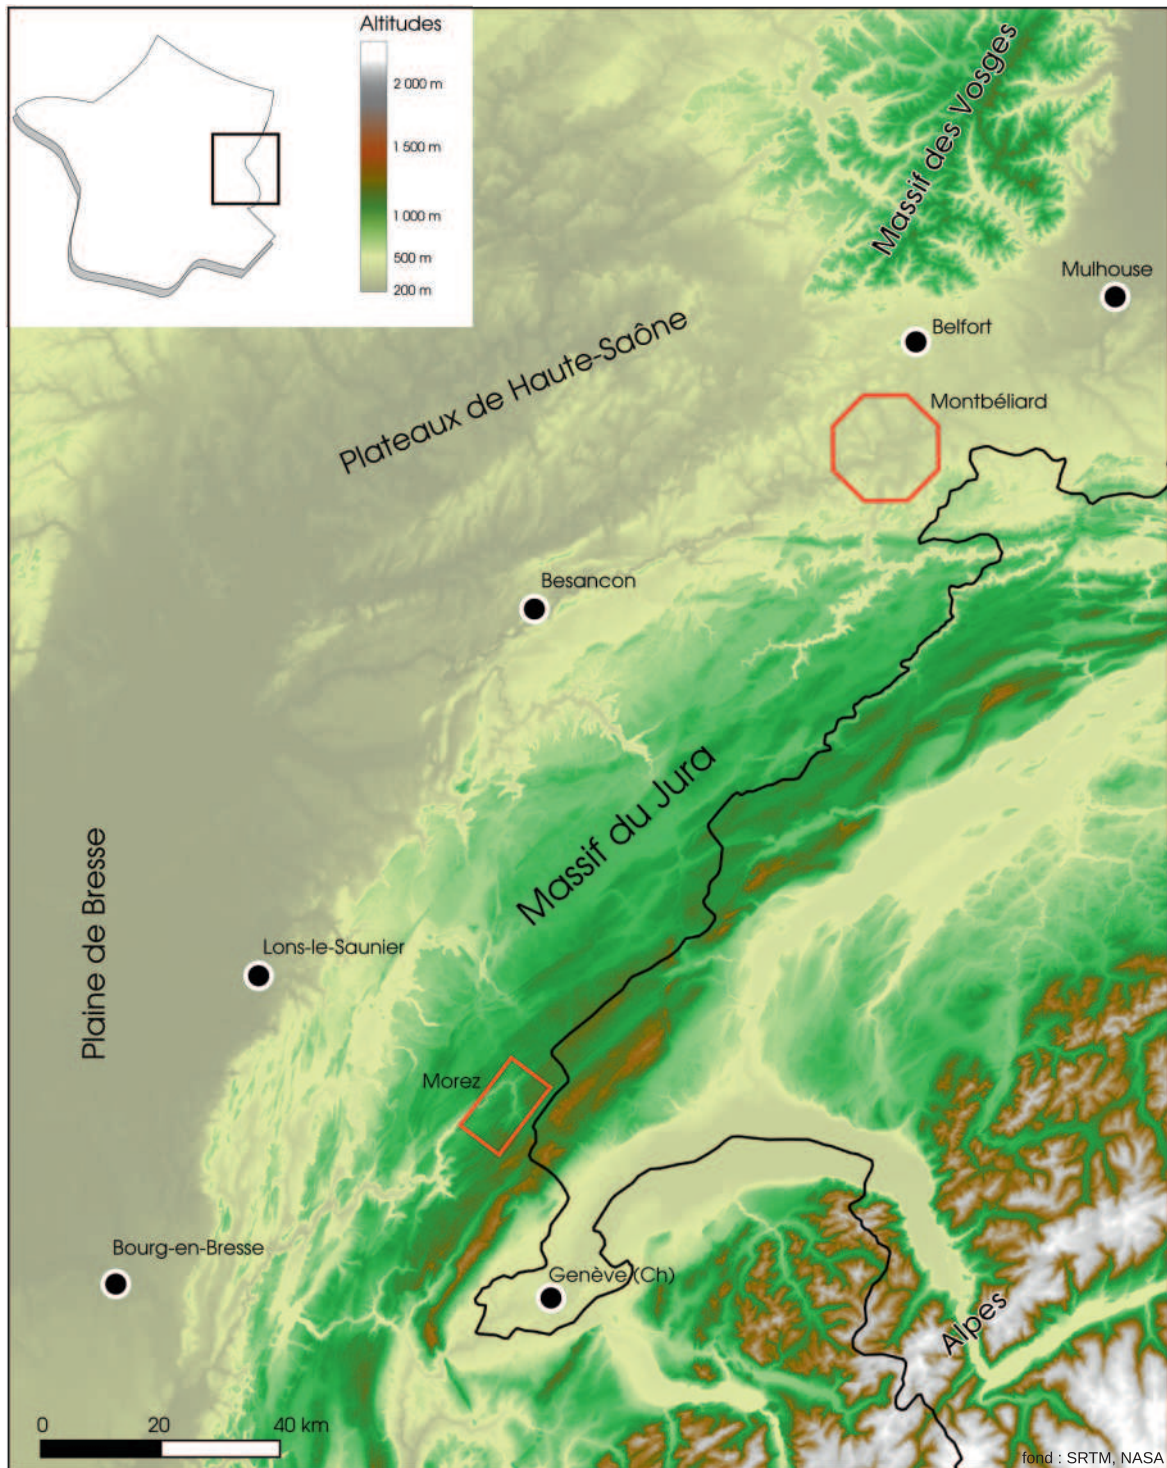 Altitudes
2 000 m
1 500 m
1 000 m
500 m
200 m
Massif des Vosges
Mulhouse
Belfort
Plateaux de Haute-Saône
Montbéliard
Besancon
Massif du Jura
Plaine de Bresse
Lons-le-Saunier
Morez
Bourg-en-Bresse
Genève (Ch)
Alpes
0 20 40 km
fond : SRTM, NASA